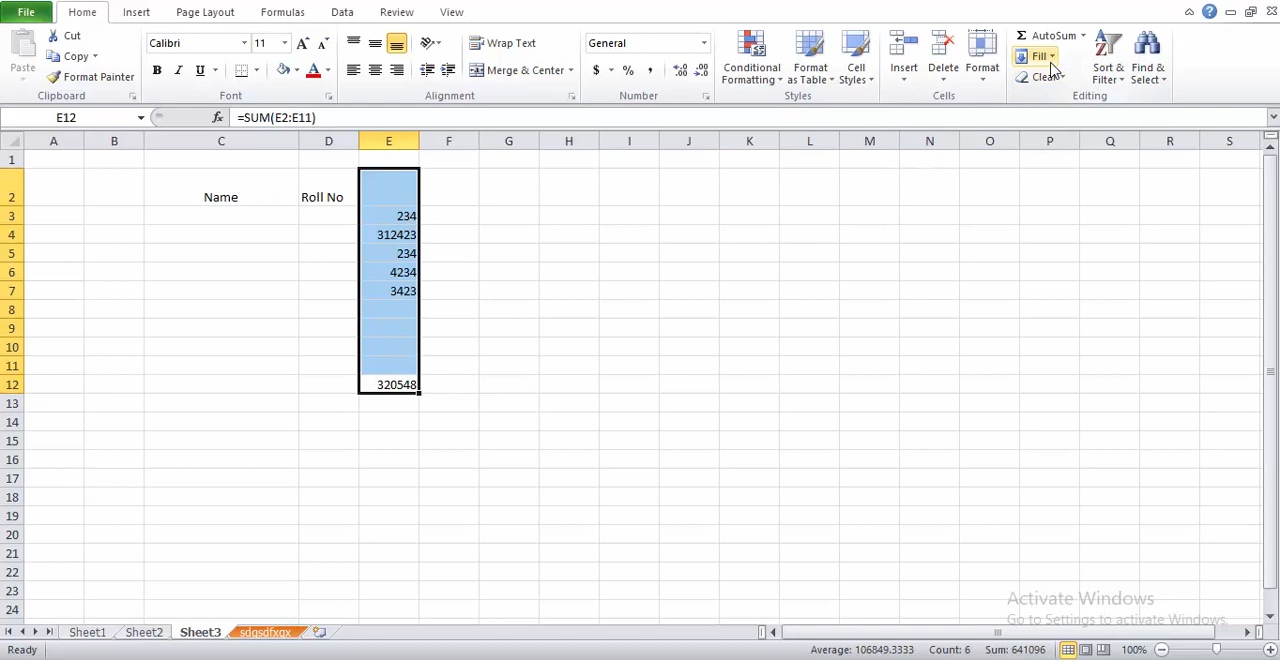 File Home Insert Page Layout Formulas Data Review View
Cut
Copy
Format Painter
Paste
Clipboard
Calibri 11
B I U
Font
Wrap Text
Merge & Center
Alignment
General
$ % ,
Number
Conditional Formatting
Format as Table
Cell Styles
Styles
Insert Delete Format
Cells
Σ AutoSum
Fill
Clear
Sort & Filter
Find & Select
Editing
E12 fx =SUM(E2:E11)
A B C D E F G H I J K L M N O P Q R S
1
2 Name Roll No
3 234
4 312423
5 234
6 4234
7 3423
8
9
10
11
12 320548
13
14
15
16
17
18
19
20
21
22
23
24
Activate Windows
Go to Settings to activate Windows.
Sheet1 Sheet2 Sheet3
Ready Average: 106849.3333 Count: 6 Sum: 641096 100%